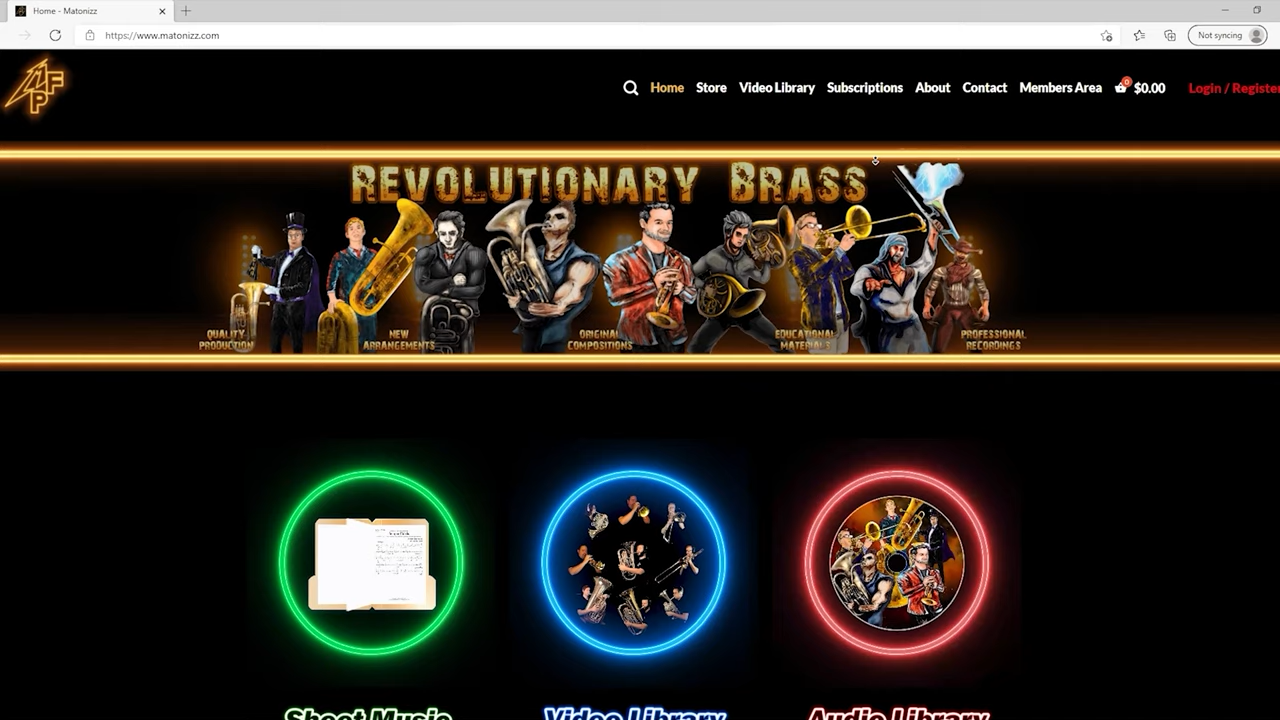 Home - Matonizz
https://www.matonizz.com
Not syncing
MFP
Home Store Video Library Subscriptions About Contact Members Area 0 $0.00 Login / Register
REVOLUTIONARY BRASS
QUALITY PRODUCTION
NEW ARRANGEMENTS
ORIGINAL COMPOSITIONS
EDUCATIONAL MATERIALS
PROFESSIONAL RECORDINGS
Sheet Music Video Library Audio Library